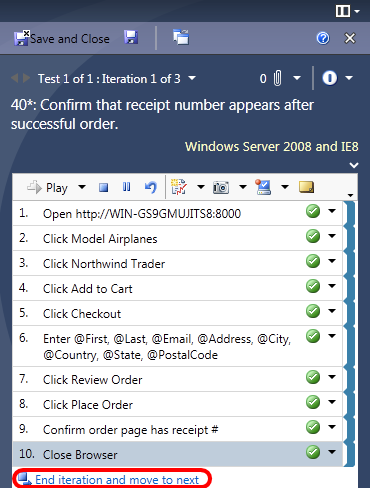 Save and Close
Test 1 of 1 : Iteration 1 of 3
0
40*: Confirm that receipt number appears after
successful order.
Windows Server 2008 and IE8
Play
1. Open http://WIN-GS9GMUJITS8:8000
2. Click Model Airplanes
3. Click Northwind Trader
4. Click Add to Cart
5. Click Checkout
6. Enter @First, @Last, @Email, @Address, @City,
@Country, @State, @PostalCode
7. Click Review Order
8. Click Place Order
9. Confirm order page has receipt #
10. Close Browser
End iteration and move to next